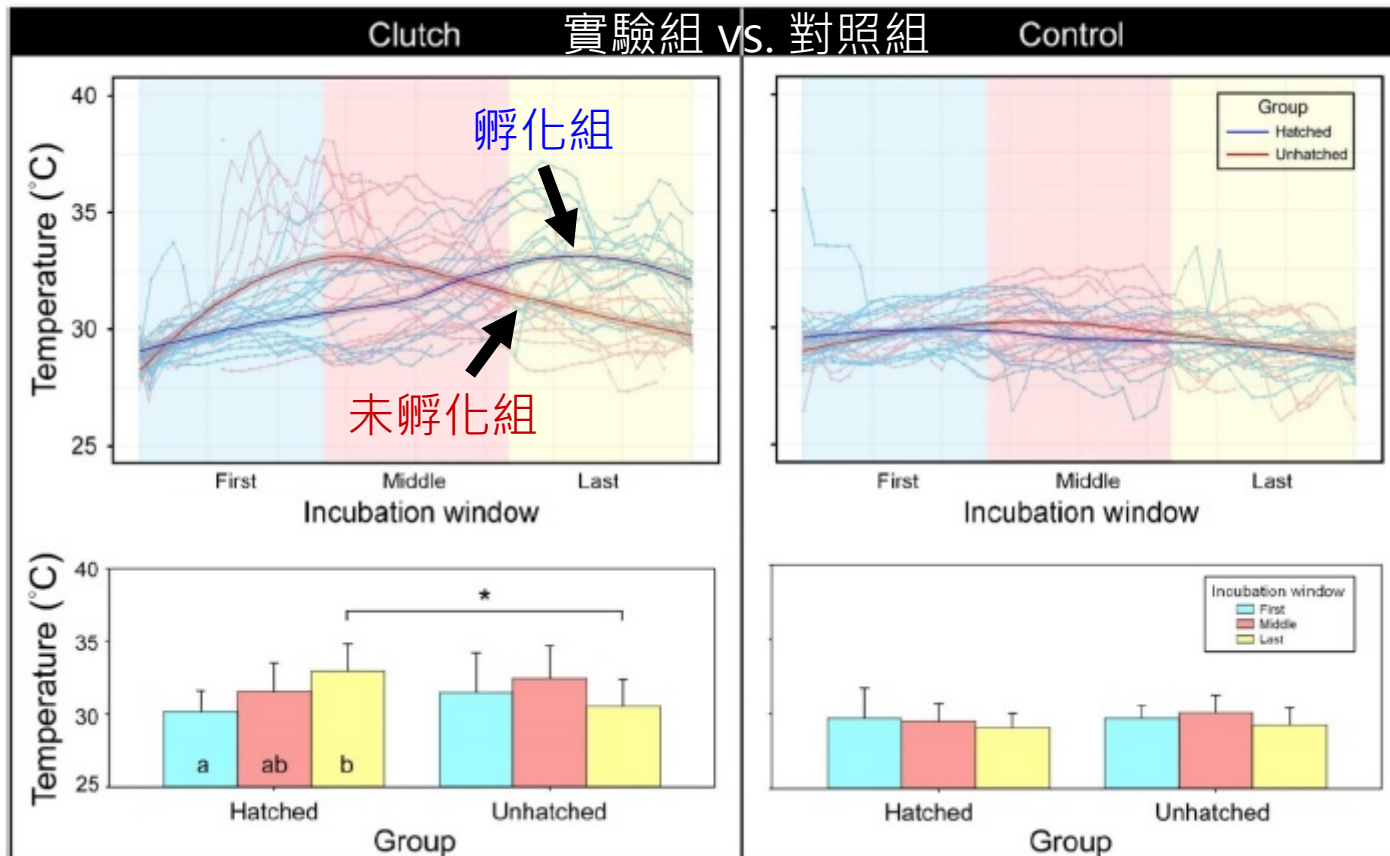 Clutch
實驗組 vs. 對照組
Control
Temperature (°C)
40
35
30
25
孵化組
未孵化組
First
Middle
Last
Incubation window
Group
Hatched
Unhatched
First
Middle
Last
Incubation window
Temperature (°C)
40
35
30
25
*
a
ab
b
Hatched
Unhatched
Group
Incubation window
First
Middle
Last
Hatched
Unhatched
Group